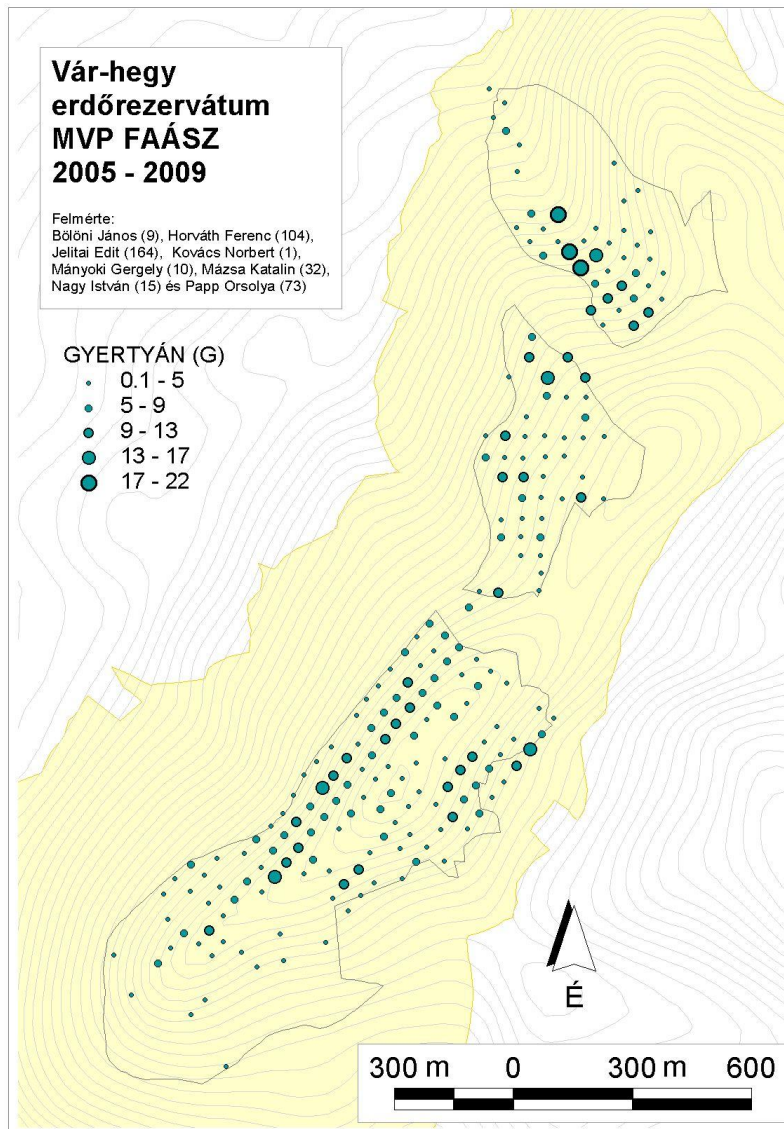 Vár-hegy
erdőrezervátum
MVP FAÁSZ
2005 - 2009
Felmérte:
Bölöni János (9), Horváth Ferenc (104),
Jelitai Edit (164), Kovács Norbert (1),
Mányoki Gergely (10), Mázsa Katalin (32),
Nagy István (15) és Papp Orsolya (73)
GYERTYÁN (G)
0.1 - 5
5 - 9
9 - 13
13 - 17
17 - 22
É
300 m 0 300 m 600